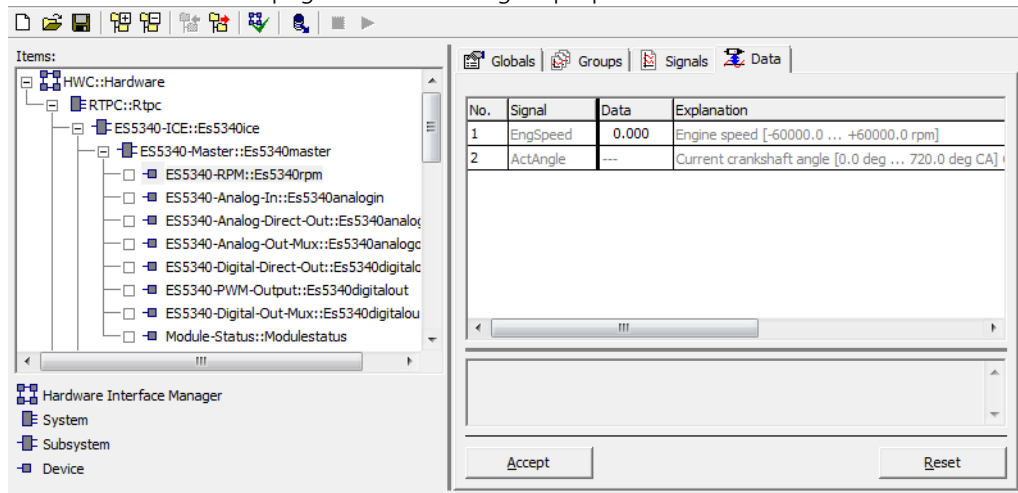 Items:
HWC::Hardware
RTPC::Rtpc
ES5340-ICE::Es5340ice
ES5340-Master::Es5340master
ES5340-RPM::Es5340rpm
ES5340-Analog-In::Es5340analogin
ES5340-Analog-Direct-Out::Es5340analog
ES5340-Analog-Out-Mux::Es5340analogo
ES5340-Digital-Direct-Out::Es5340digitalo
ES5340-PWM-Output::Es5340digitalout
ES5340-Digital-Out-Mux::Es5340digitalou
Module-Status::Modulestatus
Hardware Interface Manager
System
Subsystem
Device
Globals Groups Signals Data
No. Signal Data Explanation
1 EngSpeed 0.000 Engine speed [-60000.0 ... +60000.0 rpm]
2 ActAngle --- Current crankshaft angle [0.0 deg ... 720.0 deg CA]
Accept Reset